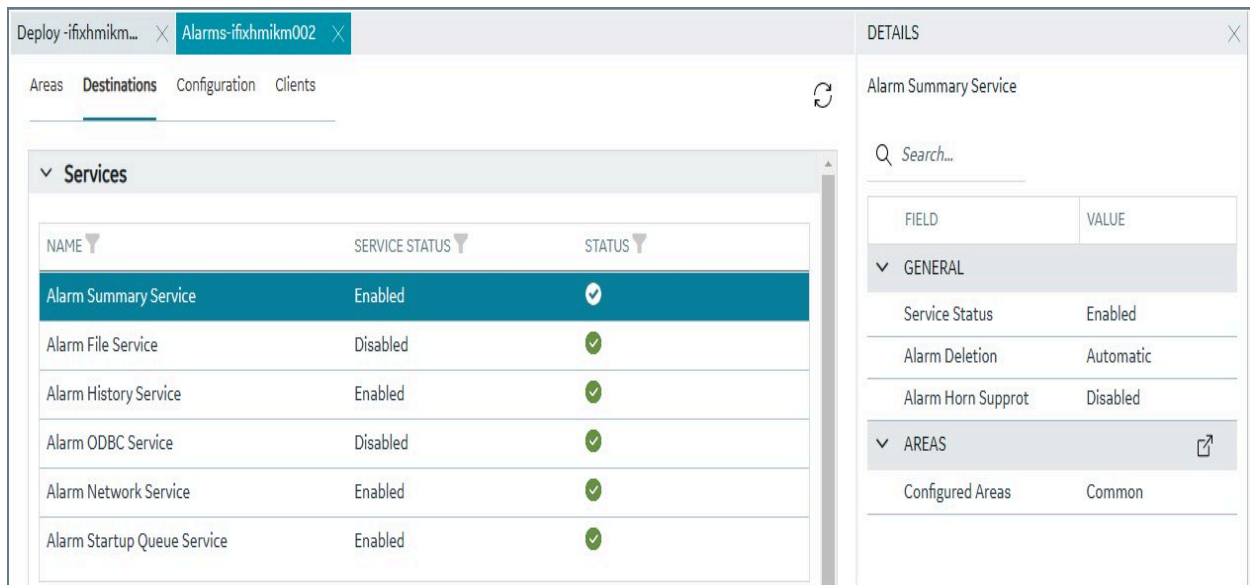 Deploy -ifixhmikm... Alarms-ifixhmikm002
Areas Destinations Configuration Clients
Services
NAME SERVICE STATUS STATUS
Alarm Summary Service Enabled
Alarm File Service Disabled
Alarm History Service Enabled
Alarm ODBC Service Disabled
Alarm Network Service Enabled
Alarm Startup Queue Service Enabled
DETAILS
Alarm Summary Service
Search...
FIELD VALUE
GENERAL
Service Status Enabled
Alarm Deletion Automatic
Alarm Horn Supprot Disabled
AREAS
Configured Areas Common